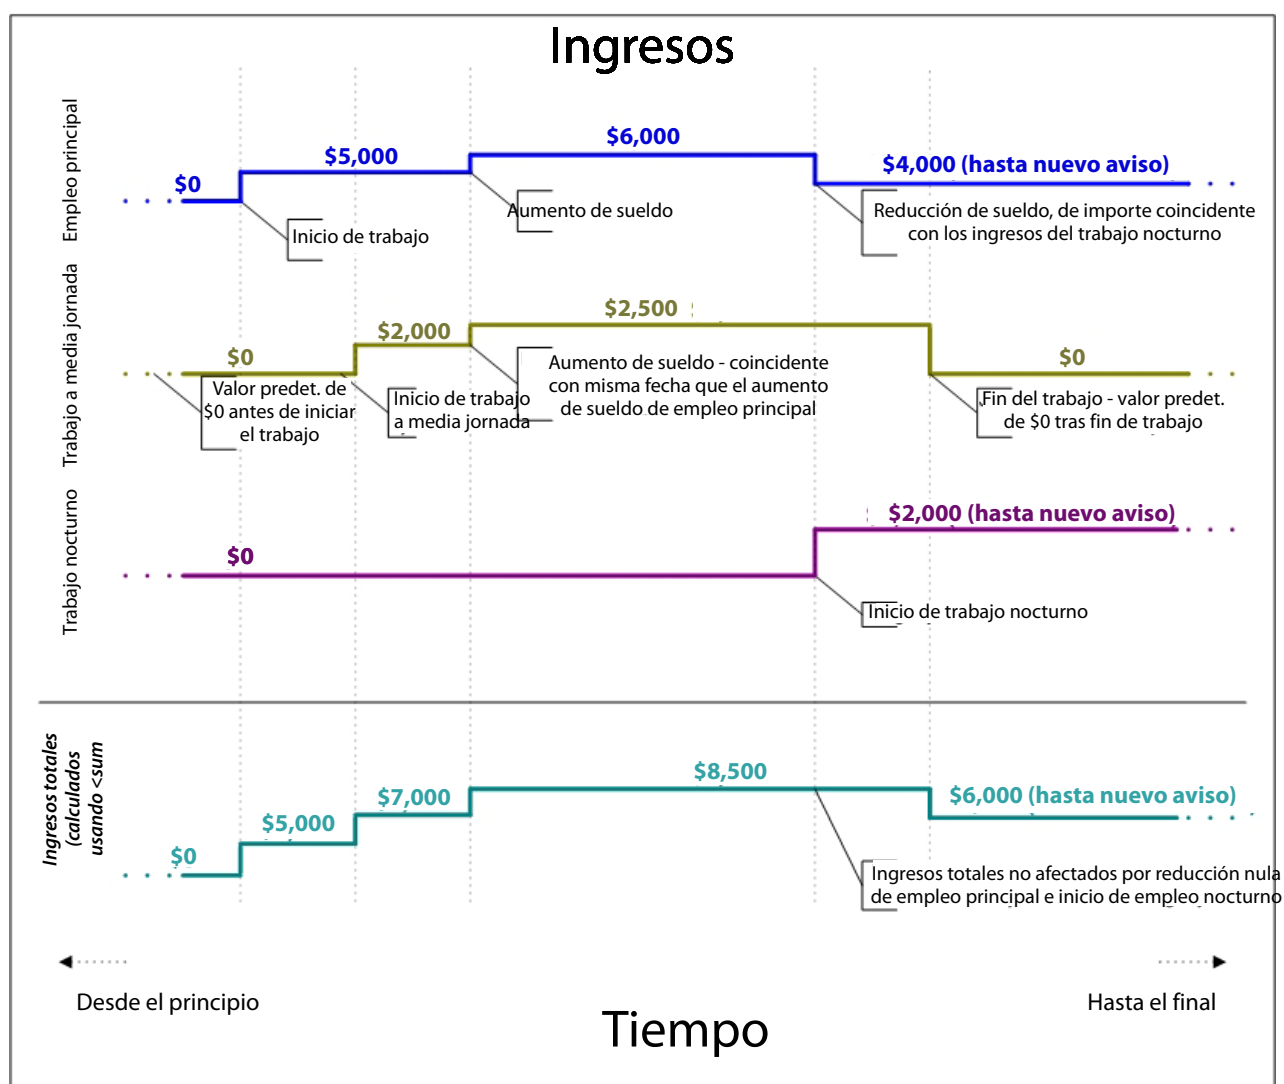 Ingresos
Empleo principal
$0
$5,000
$6,000
$4,000 (hasta nuevo aviso)
Inicio de trabajo
Aumento de sueldo
Reducción de sueldo, de importe coincidente
con los ingresos del trabajo nocturno
Trabajo a media jornada
$0
$2,000
$2,500
$0
Valor predet. de
$0 antes de iniciar
el trabajo
Inicio de trabajo
a media jornada
Aumento de sueldo - coincidente
con misma fecha que el aumento
de sueldo de empleo principal
Fin del trabajo - valor predet.
de $0 tras fin de trabajo
Trabajo nocturno
$0
$2,000 (hasta nuevo aviso)
Inicio de trabajo nocturno
Ingresos totales
(calculados
usando <sum
$0
$5,000
$7,000
$8,500
$6,000 (hasta nuevo aviso)
Ingresos totales no afectados por reducción nula
de empleo principal e inicio de empleo nocturno
Desde el principio
Hasta el final
Tiempo